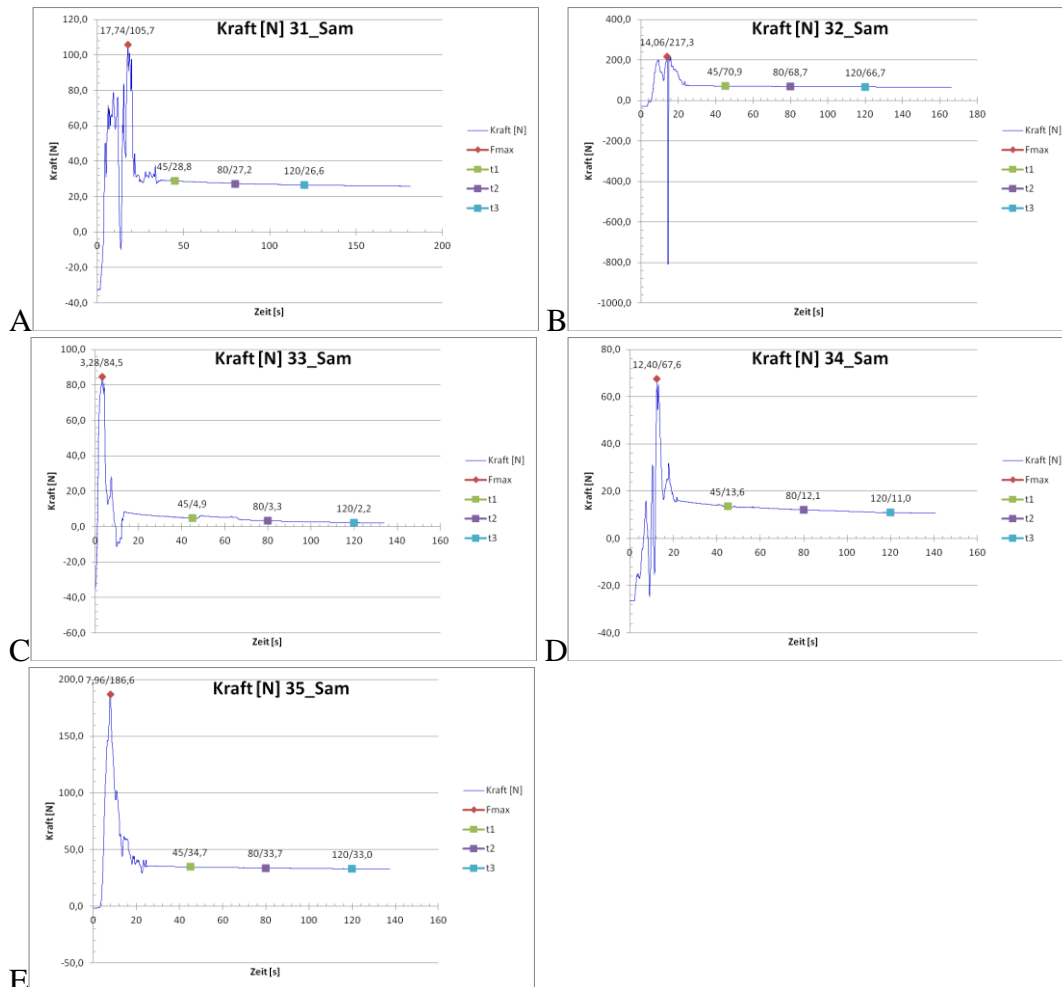 Kraft [N] 31_Sam
120,0
17,74/105,7
100,0
80,0
60,0
40,0
45/28,8
80/27,2
120/26,6
20,0
0,0
0
50
100
150
200
-20,0
-40,0
Kraft [N]
Zeit [s]
Kraft [N]
Fmax
t1
t2
t3
A
Kraft [N] 32_Sam
400,0
14,06/217,3
200,0
45/70,9
80/68,7
120/66,7
0,0
0
20
40
60
80
100
120
140
160
180
-200,0
-400,0
-600,0
-800,0
-1000,0
Kraft [N]
Zeit [s]
Kraft [N]
Fmax
t1
t2
t3
B
Kraft [N] 33_Sam
100,0
3,28/84,5
80,0
60,0
40,0
20,0
45/4,9
80/3,3
120/2,2
0,0
0
20
40
60
80
100
120
140
160
-20,0
-40,0
-60,0
Kraft [N]
Zeit [s]
Kraft [N]
Fmax
t1
t2
t3
C
Kraft [N] 34_Sam
80,0
12,40/67,6
60,0
40,0
20,0
45/13,6
80/12,1
120/11,0
0,0
0
20
40
60
80
100
120
140
160
-20,0
-40,0
Kraft [N]
Zeit [s]
Kraft [N]
Fmax
t1
t2
t3
D
Kraft [N] 35_Sam
200,0
7,96/186,6
150,0
100,0
50,0
45/34,7
80/33,7
120/33,0
0,0
0
20
40
60
80
100
120
140
160
-50,0
Kraft [N]
Zeit [s]
Kraft [N]
Fmax
t1
t2
t3
E